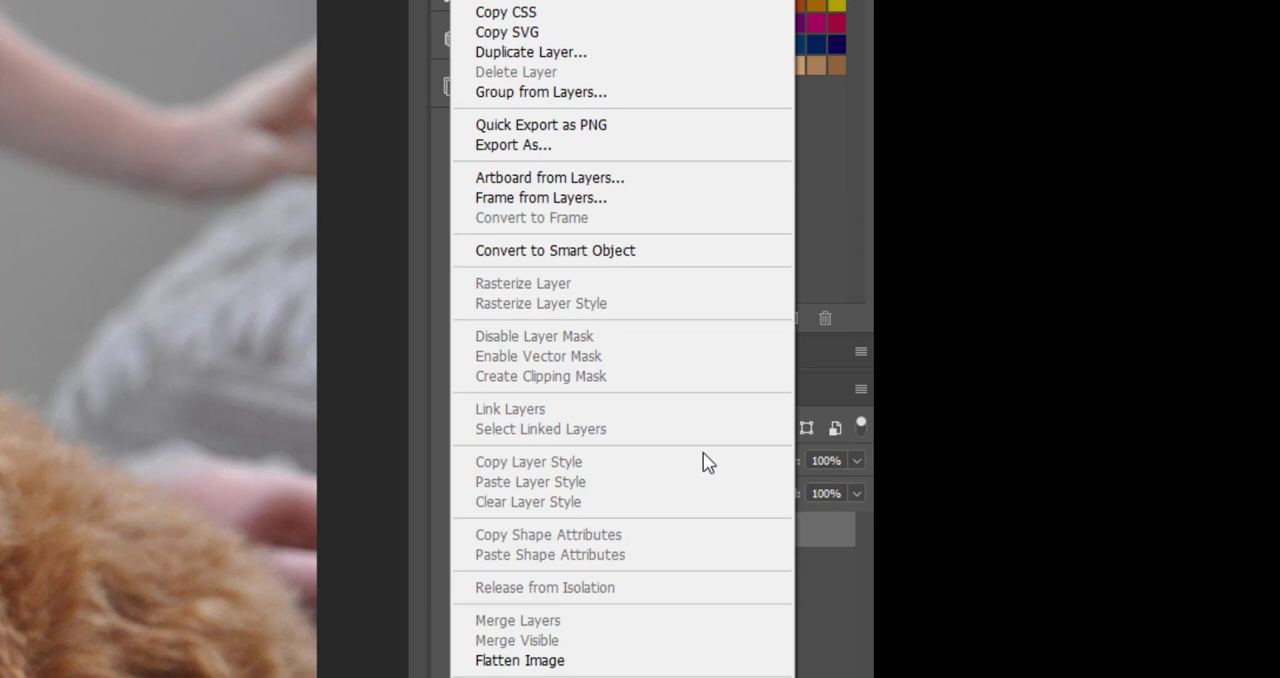 Copy CSS
Copy SVG
Duplicate Layer...
Delete Layer
Group from Layers...
Quick Export as PNG
Export As...
Artboard from Layers...
Frame from Layers...
Convert to Frame
Convert to Smart Object
Rasterize Layer
Rasterize Layer Style
Disable Layer Mask
Enable Vector Mask
Create Clipping Mask
Link Layers
Select Linked Layers
100%
Copy Layer Style
Paste Layer Style
100%
Clear Layer Style
Copy Shape Attributes
Paste Shape Attributes
Release from Isolation
Merge Layers
Merge Visible
Flatten Image